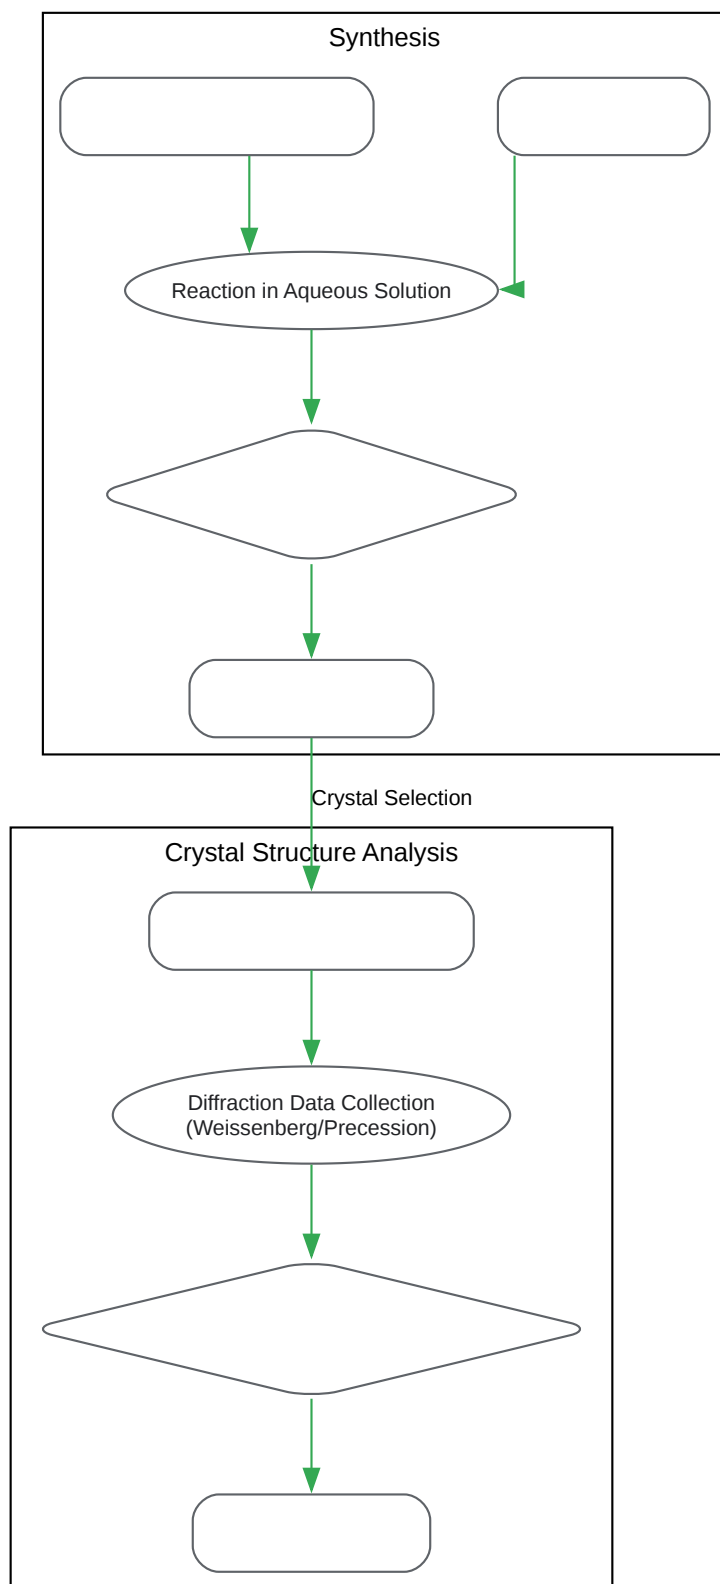 Synthesis
Reaction in Aqueous Solution
Crystal Selection
Crystal Structure Analysis
Diffraction Data Collection
(Weissenberg/Precession)